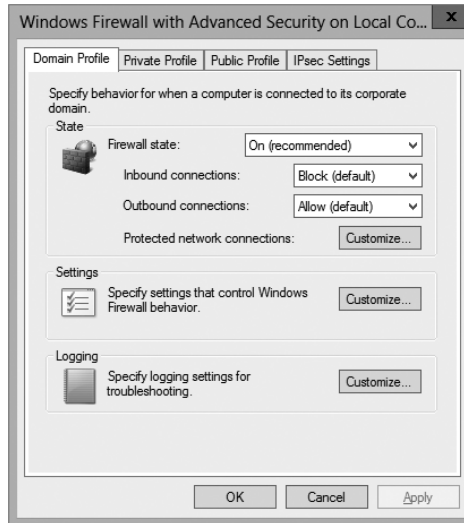 Windows Firewall with Advanced Security on Local Co... x
Domain Profile Private Profile Public Profile IPsec Settings
Specify behavior for when a computer is connected to its corporate
domain.
State
Firewall state: On (recommended)
Inbound connections: Block (default)
Outbound connections: Allow (default)
Protected network connections: Customize...
Settings
Specify settings that control Windows
Firewall behavior. Customize...
Logging
Specify logging settings for
troubleshooting. Customize...
OK Cancel Apply